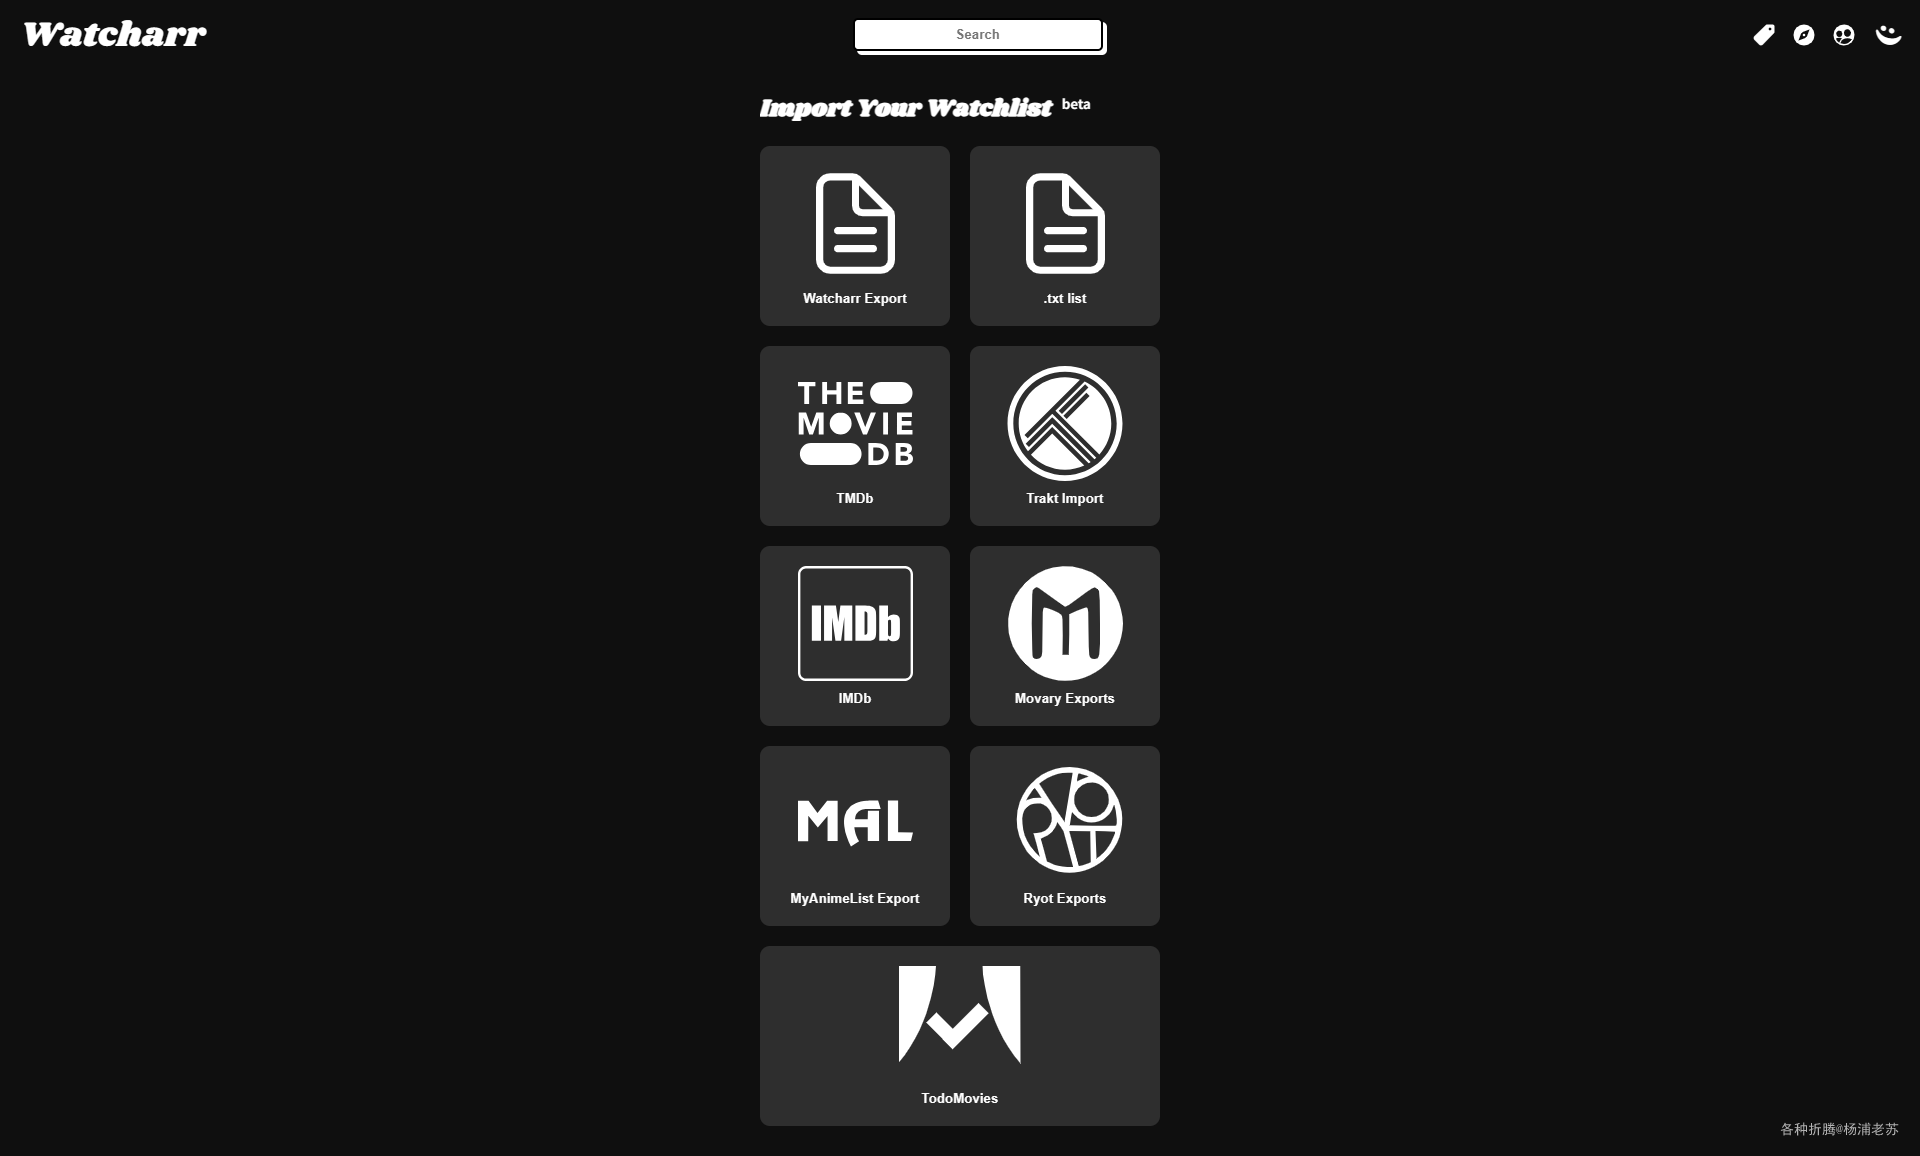 Watcharr
Search
Import Your Watchlist beta
Watcharr Export
.txt list
THE
MOVIE
DB
TMDb
Trakt Import
IMDb
IMDb
Movary Exports
MAL
MyAnimeList Export
Ryot Exports
TodoMovies
各种折腾@杨浦老苏